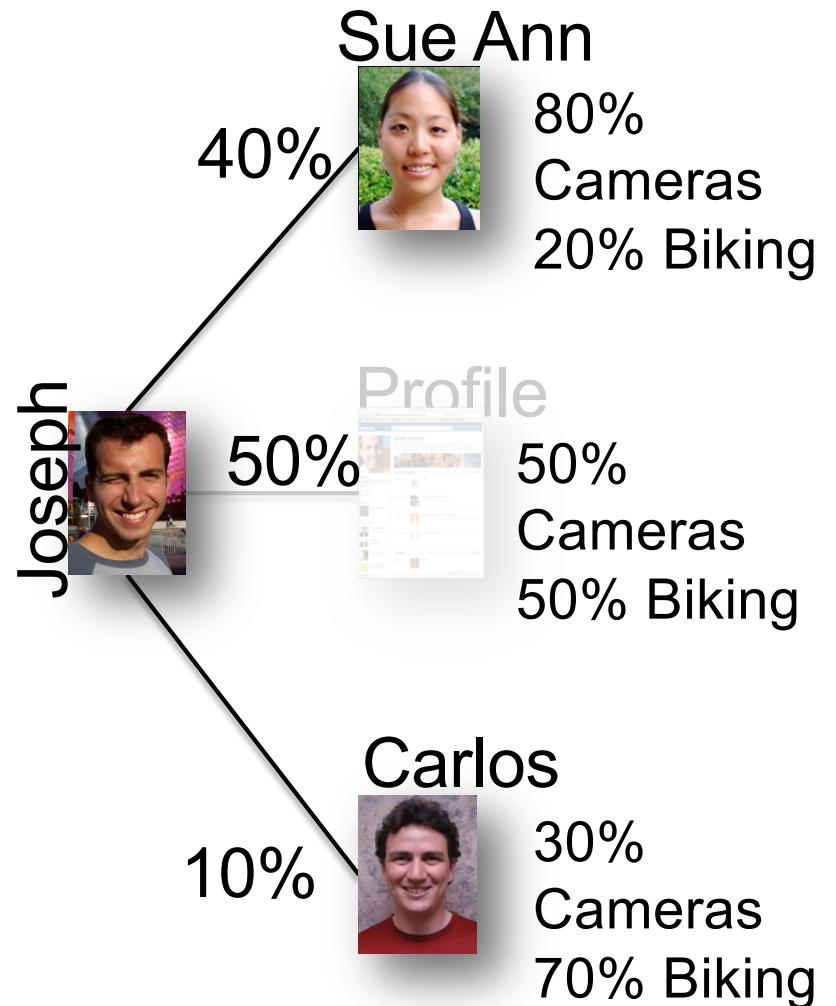 Sue Ann
40%
80%
Cameras
20% Biking
Joseph
Profile
50%
50%
Cameras
50% Biking
Carlos
10%
30%
Cameras
70% Biking